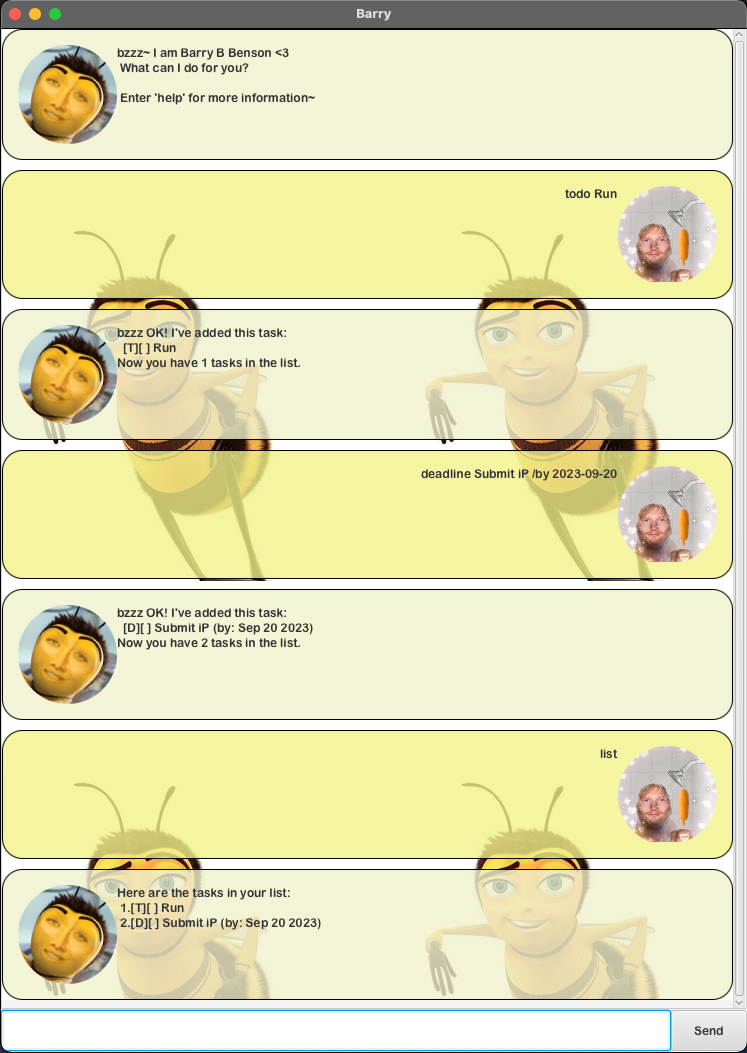 Barry
bzzz~ I am Barry B Benson <3
What can I do for you?
Enter 'help' for more information~
todo Run
bzzz OK! I've added this task:
[T][ ] Run
Now you have 1 tasks in the list.
deadline Submit iP /by 2023-09-20
bzzz OK! I've added this task:
[D][ ] Submit iP (by: Sep 20 2023)
Now you have 2 tasks in the list.
list
Here are the tasks in your list:
1.[T][ ] Run
2.[D][ ] Submit iP (by: Sep 20 2023)
Send